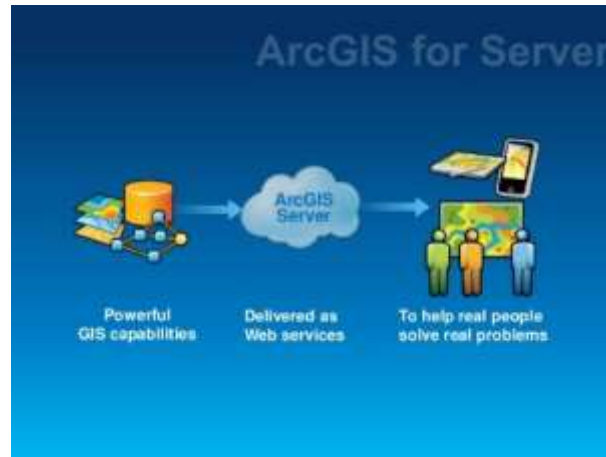 ArcGIS for Server
ArcGIS
Server
Powerful
GIS capabilities
Delivered as
Web services
To help real people
solve real problems